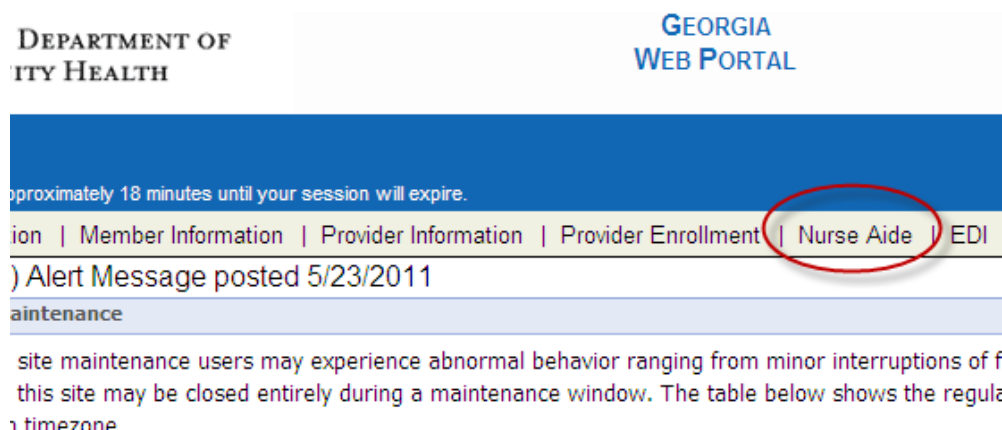 DEPARTMENT OF
ITY HEALTH
GEORGIA
WEB PORTAL
pproximately 18 minutes until your session will expire.
ion | Member Information | Provider Information | Provider Enrollment | Nurse Aide | EDI
) Alert Message posted 5/23/2011
aintenance
site maintenance users may experience abnormal behavior ranging from minor interruptions of f
this site may be closed entirely during a maintenance window. The table below shows the regula
timezone